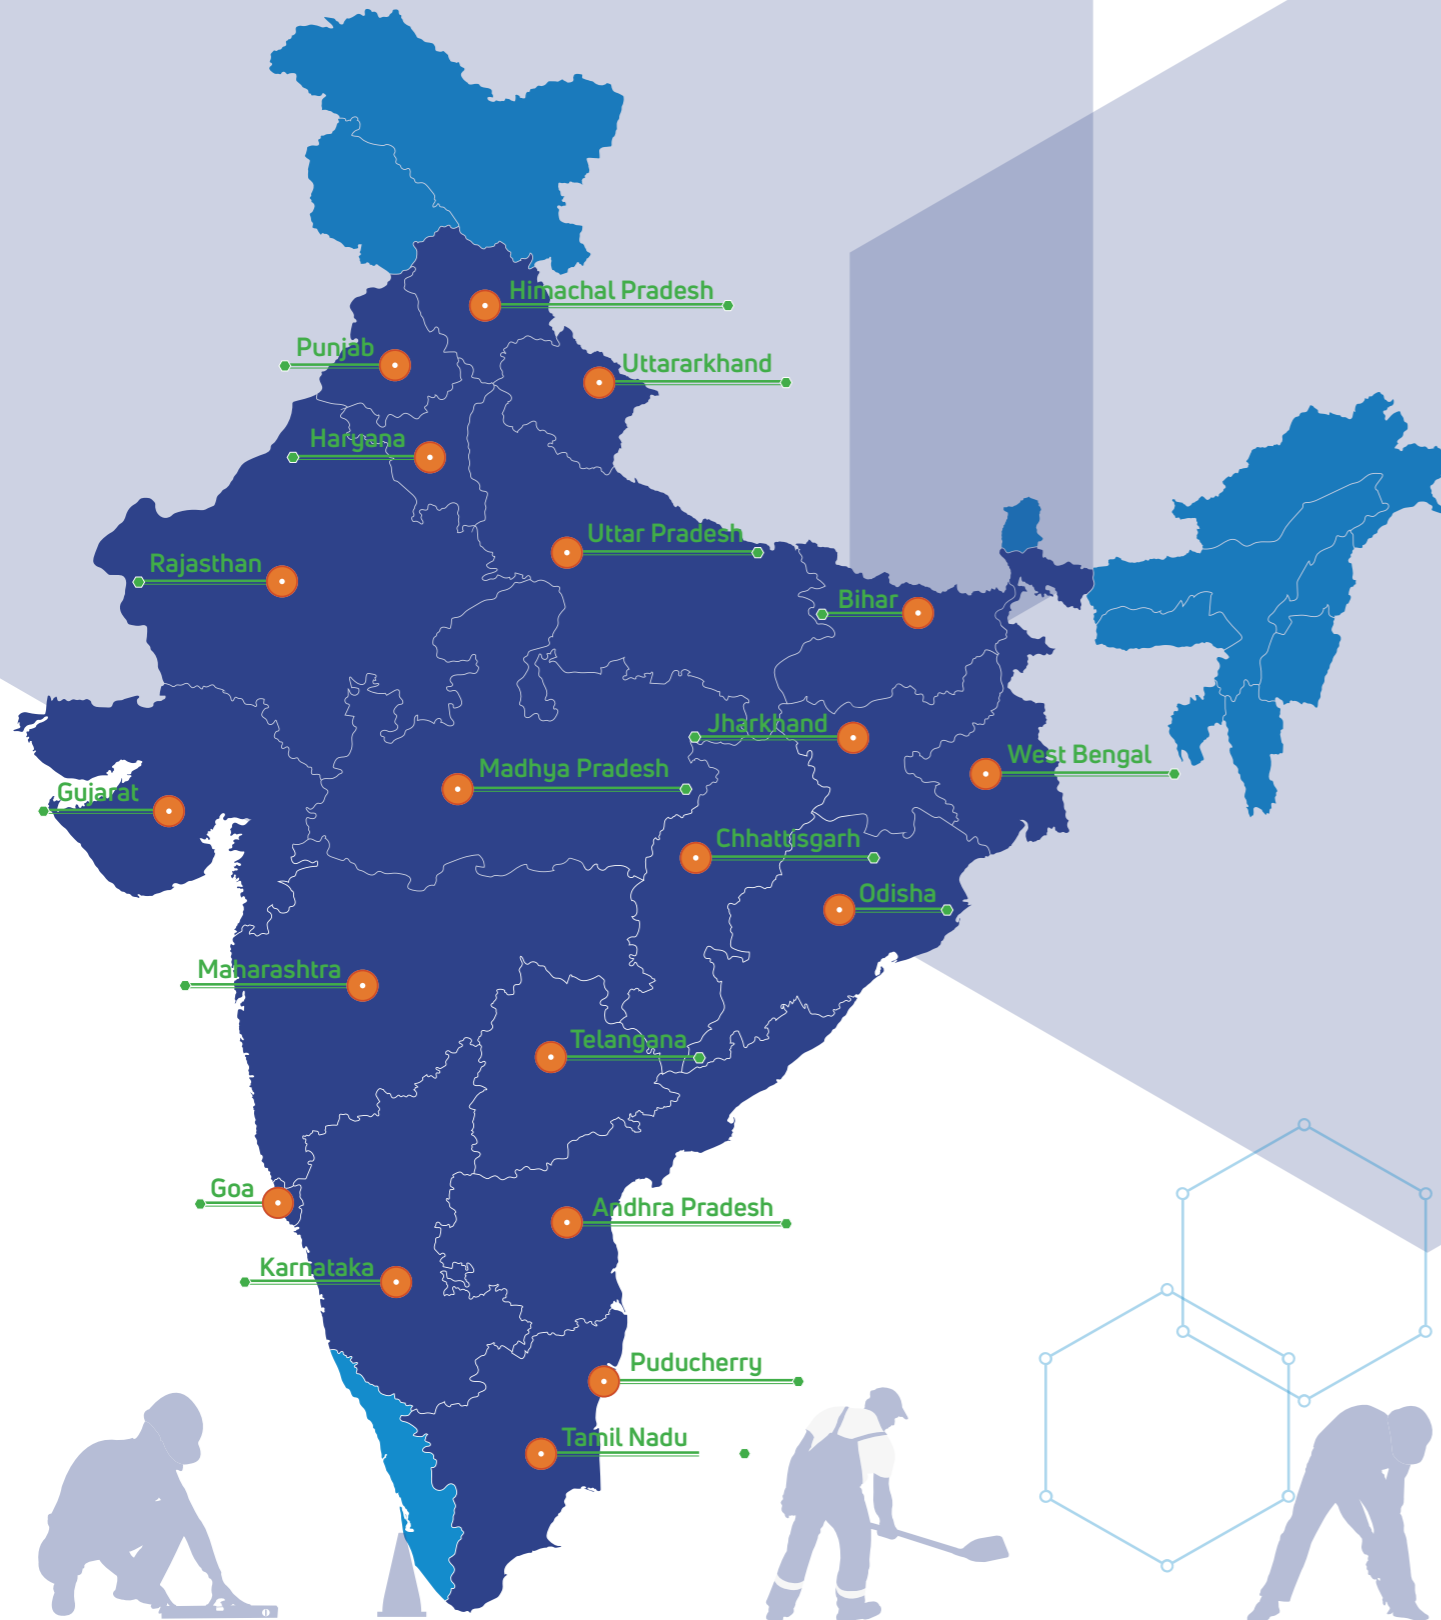 Himachal Pradesh
Punjab
Uttararkhand
Haryana
Uttar Pradesh
Rajasthan
Bihar
Jharkhand
West Bengal
Madhya Pradesh
Gujarat
Chhattisgarh
Odisha
Maharashtra
Telangana
Goa
Andhra Pradesh
Karnataka
Puducherry
Tamil Nadu